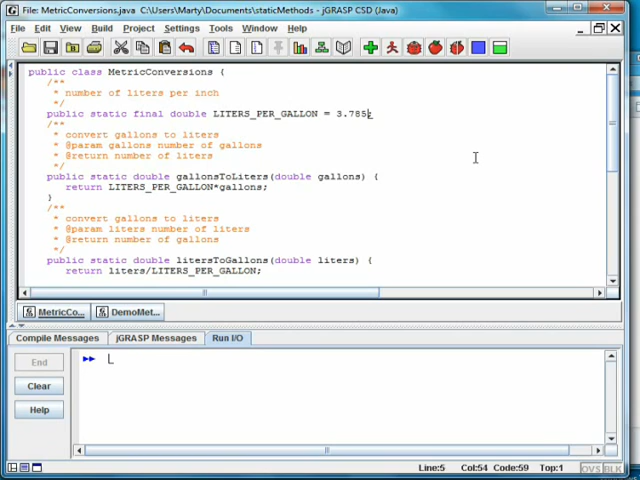 File: MetricConversions.java C:\Users\Marty\Documents\staticMethods - jGRASP CSD (Java)
File Edit View Build Project Settings Tools Window Help
public class MetricConversions {
/**
* number of liters per inch
*/
public static final double LITERS_PER_GALLON = 3.785;
/**
* convert gallons to liters
* @param gallons number of gallons
* @return number of liters
*/
public static double gallonsToLiters(double gallons) {
return LITERS_PER_GALLON*gallons;
}
/**
* convert gallons to liters
* @param liters number of liters
* @return number of gallons
*/
public static double litersToGallons(double liters) {
return liters/LITERS_PER_GALLON;
MetricCo... DemoMet...
Compile Messages jGRASP Messages Run I/O
End
Clear
Help
Line:5 Col:54 Code:59 Top:1 OVS BLK